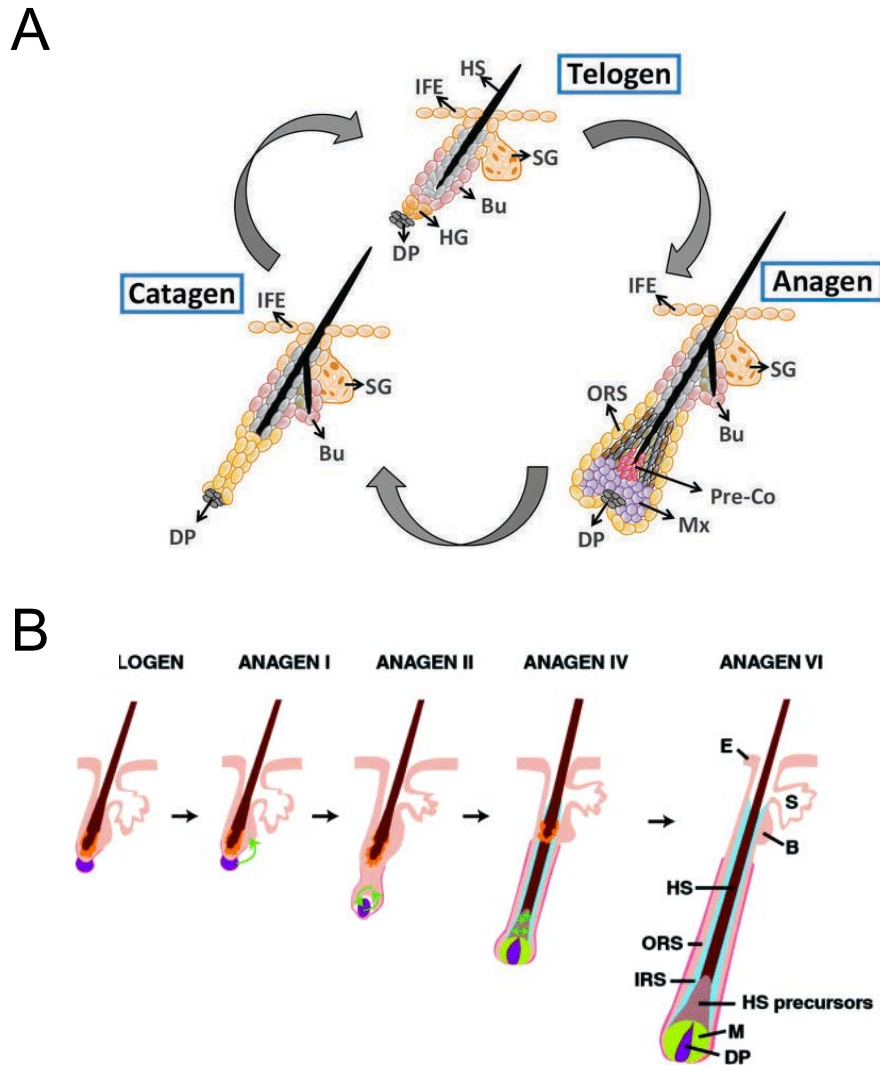 A
Telogen
HS
IFE
SG
Bu
HG
DP
Catagen
IFE
SG
Bu
DP
Anagen
IFE
ORS
SG
Bu
Pre-Co
Mx
DP
B
LOGEN ANAGEN I ANAGEN II ANAGEN IV ANAGEN VI
E
S
B
HS
ORS
IRS
HS precursors
M
DP